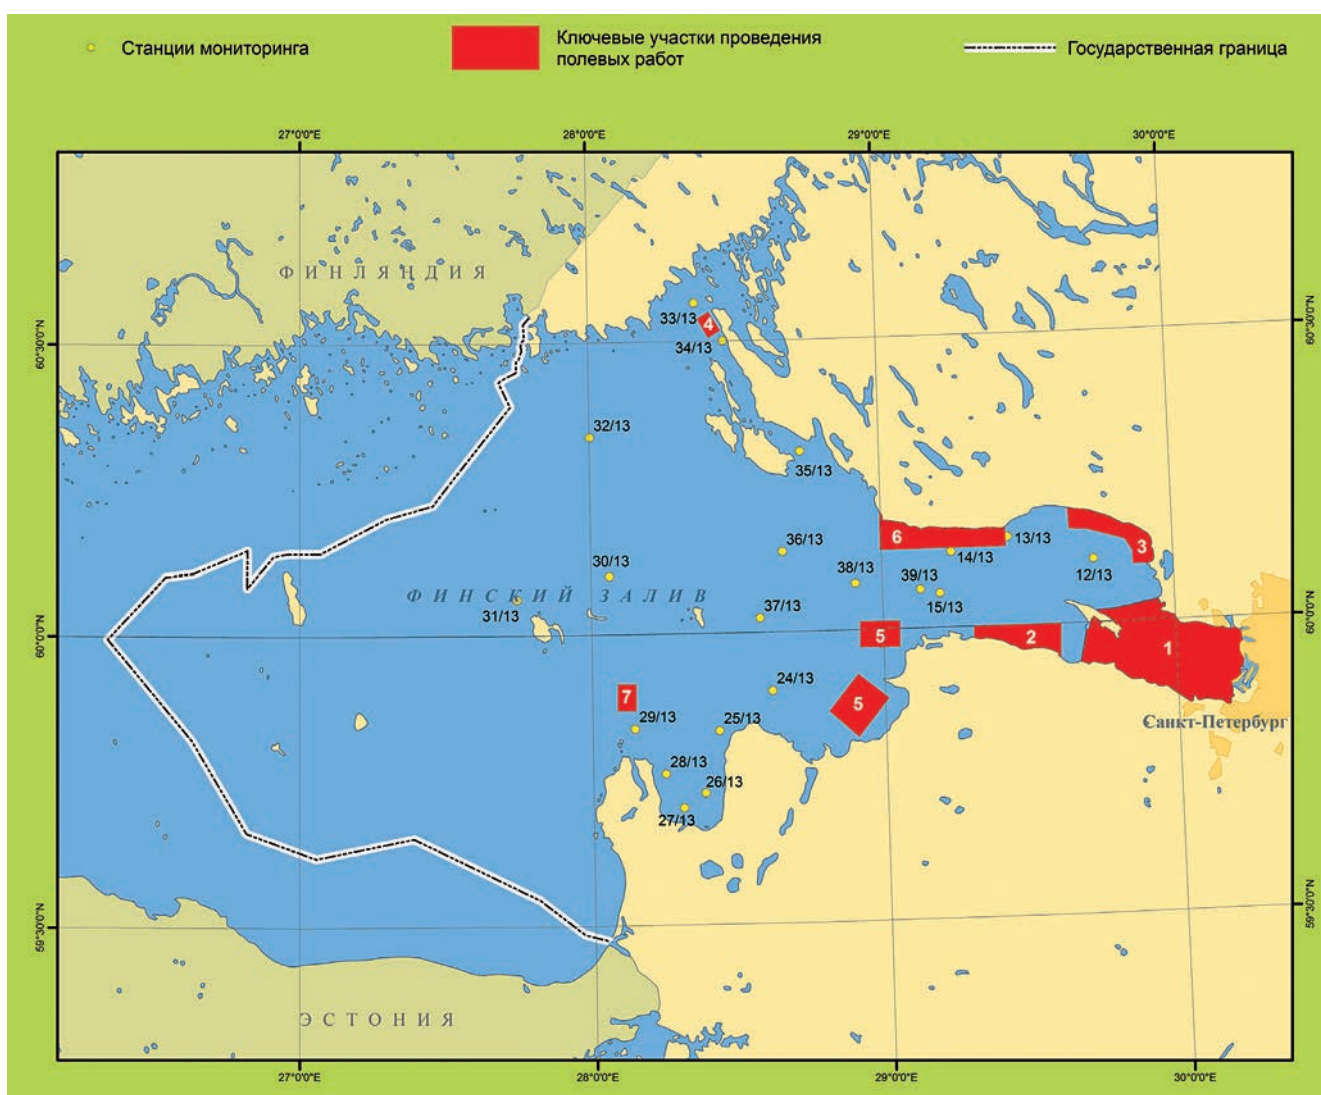 Станции мониторинга
Ключевые участки проведения
полевых работ
Государственная граница
27°0'0"E
28°0'0"E
29°0'0"E
30°0'0"E
60°30'0"N
60°30'0"N
ФИНЛЯНДИЯ
33/13
4
34/13
32/13
35/13
6
13/13
3
14/13
36/13
12/13
38/13
39/13
30/13
15/13
ФИНСКИЙ ЗАЛИВ
31/13
37/13
60°0'0"N
60°0'0"N
5
2
1
24/13
7
5
29/13
25/13
Санкт-Петербург
28/13
26/13
27/13
59°30'0"N
59°30'0"N
ЭСТОНИЯ
27°0'0"E
28°0'0"E
29°0'0"E
30°0'0"E